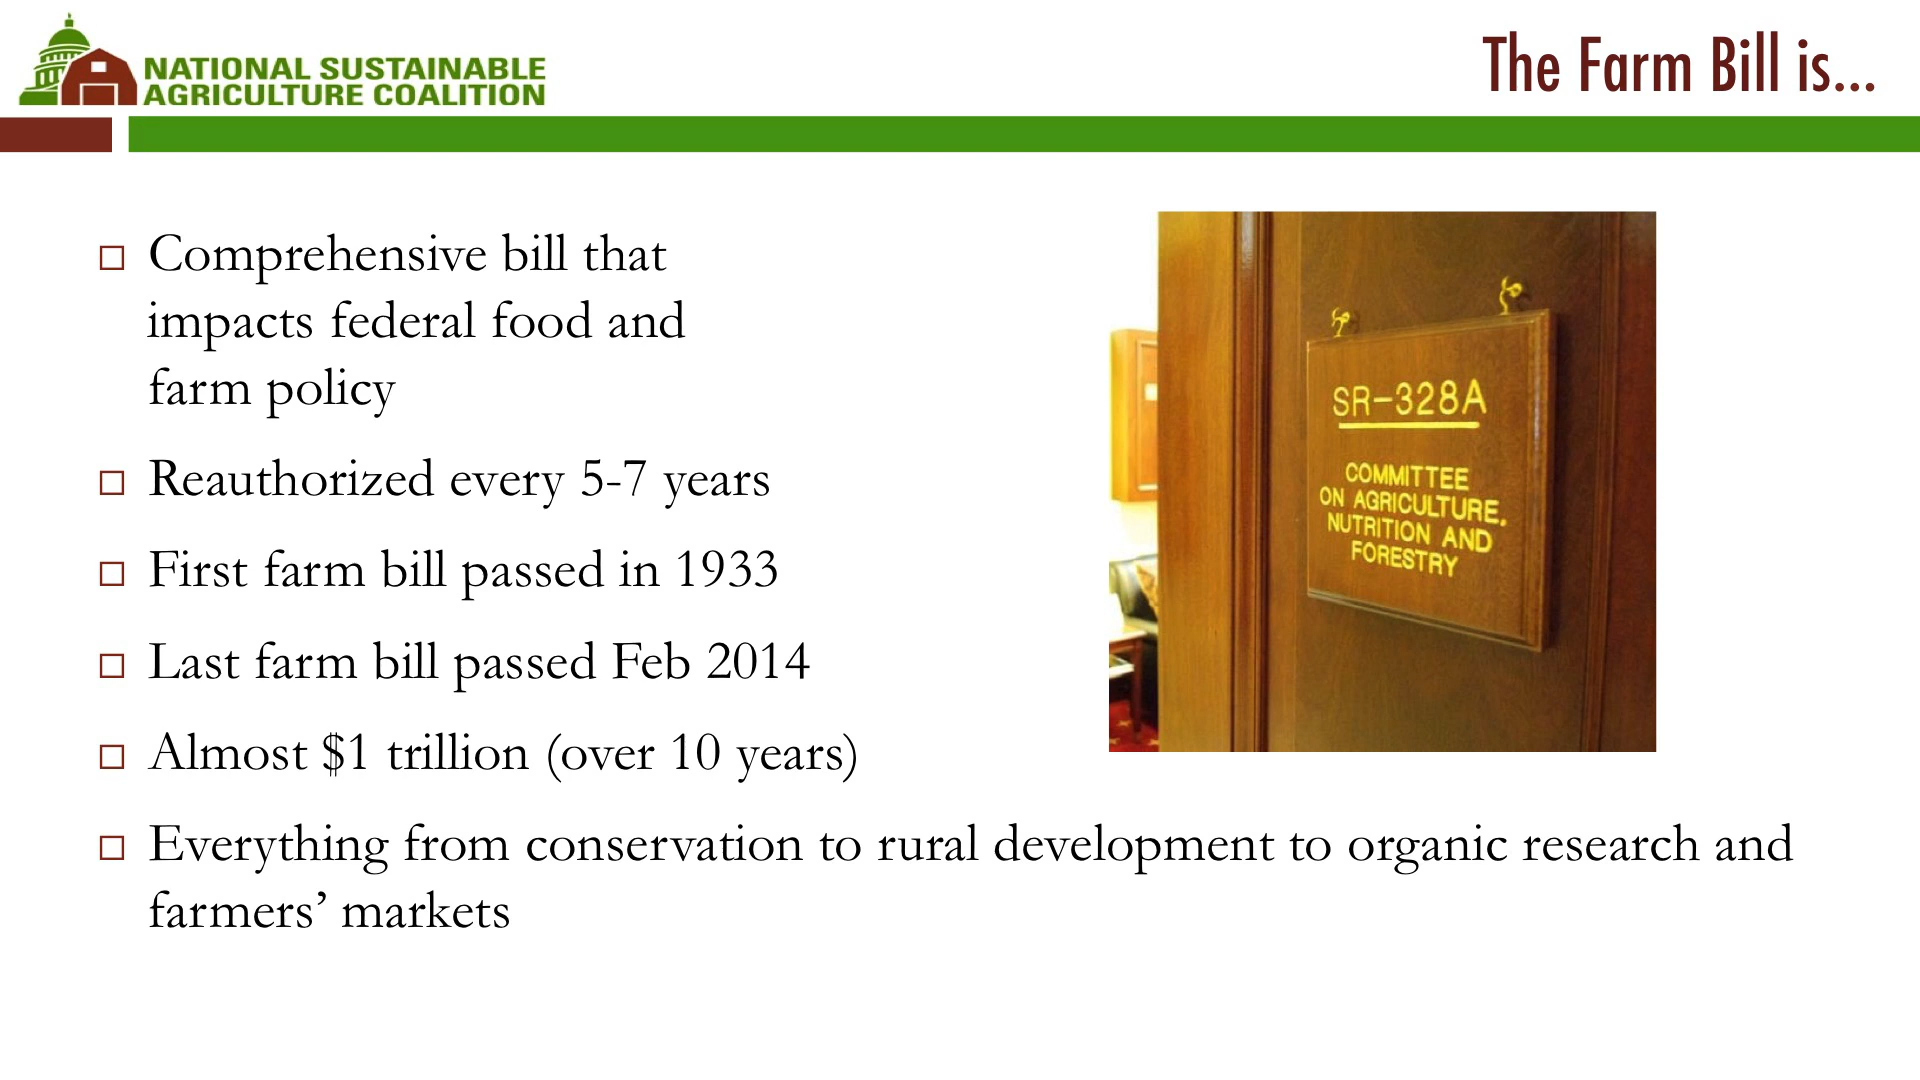 NATIONAL SUSTAINABLE
AGRICULTURE COALITION
The Farm Bill is...
Comprehensive bill that
impacts federal food and
farm policy
Reauthorized every 5-7 years
First farm bill passed in 1933
Last farm bill passed Feb 2014
Almost $1 trillion (over 10 years)
Everything from conservation to rural development to organic research and
farmers’ markets
SR-328A
COMMITTEE
ON AGRICULTURE,
NUTRITION AND
FORESTRY